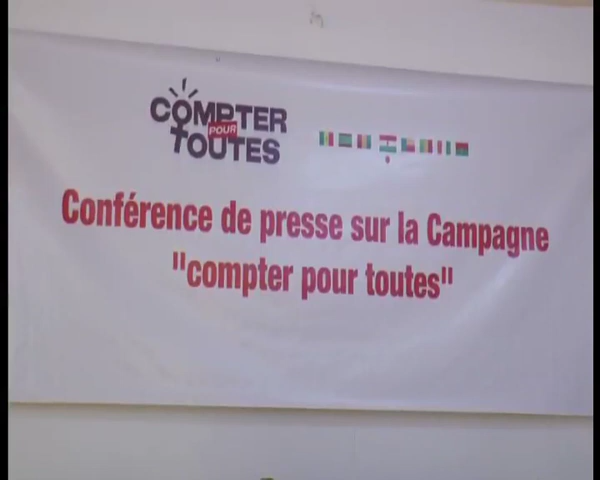 COMPTER
POUR
TOUTES
Conférence de presse sur la Campagne
"compter pour toutes"